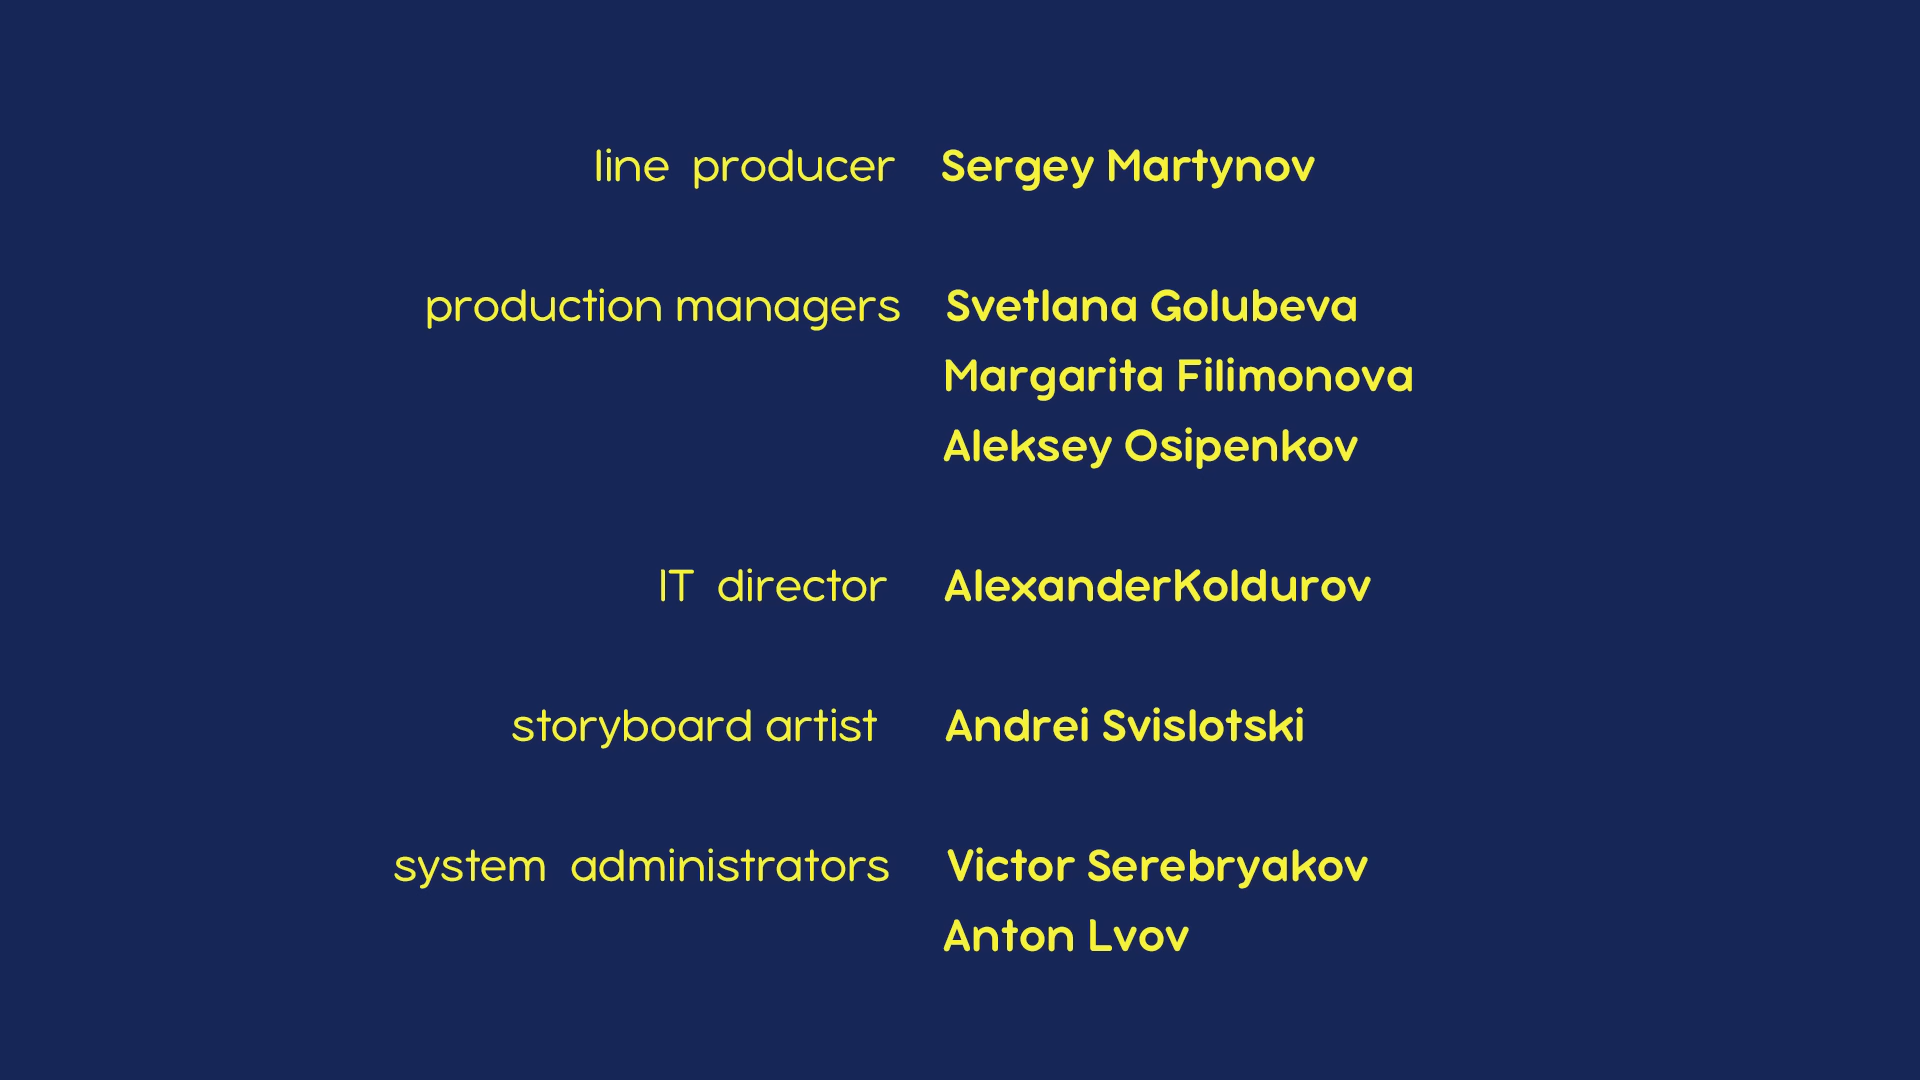 line producer Sergey Martynov
production managers Svetlana Golubeva
Margarita Filimonova
Aleksey Osipenkov
IT director AlexanderKoldurov
storyboard artist Andrei Svislotski
system administrators Victor Serebryakov
Anton Lvov